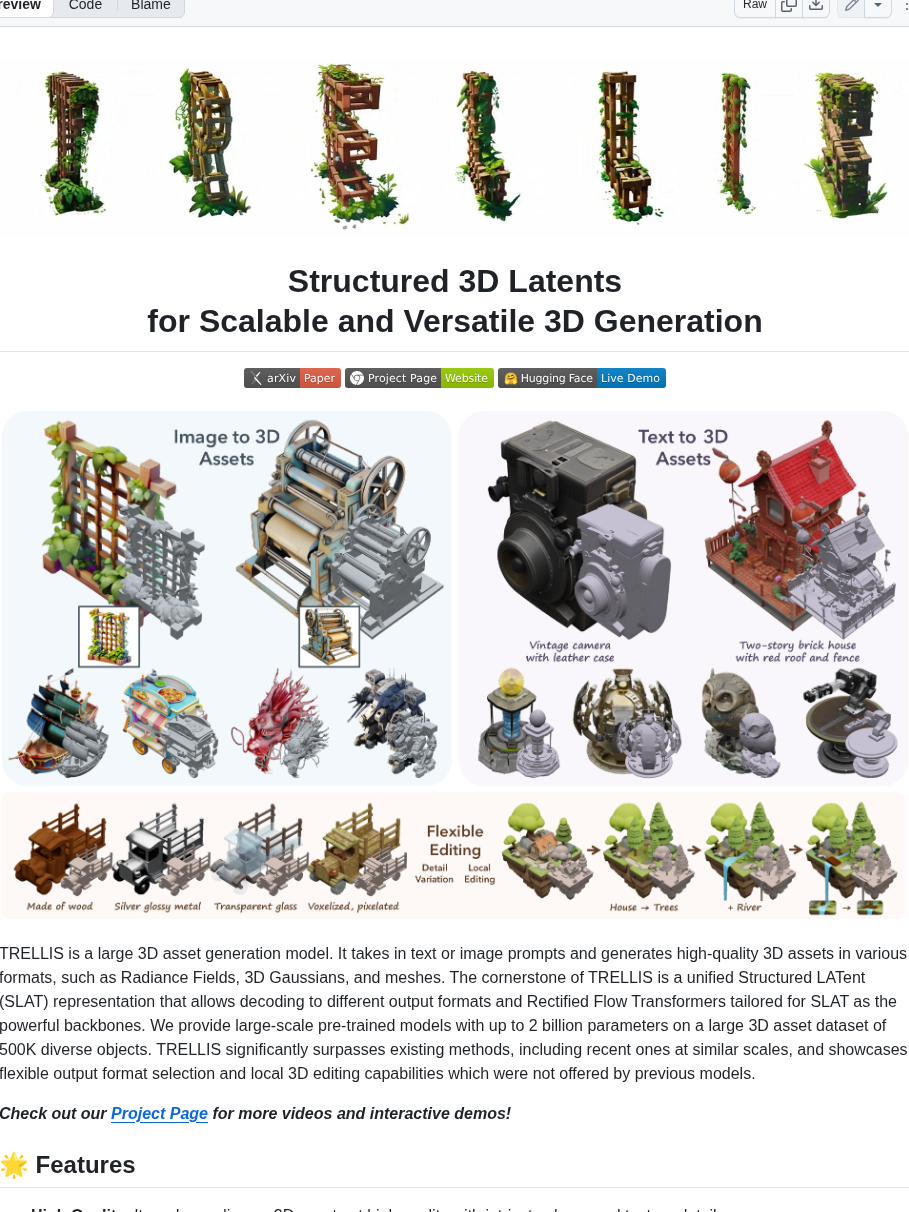 Code
Blame
Raw
TRELLIS
Structured 3D Latents
for Scalable and Versatile 3D Generation
arXiv Paper
Project Page Website
Hugging Face Live Demo
Image to 3D
Assets
Text to 3D
Assets
Vintage camera
with leather case
Two-story brick house
with red roof and fence
Flexible
Editing
Detail
Variation
Local
Editing
Made of wood
Silver glossy metal
Transparent glass
Voxelized, pixelated
House → Trees
+ River
→
TRELLIS is a large 3D asset generation model. It takes in text or image prompts and generates high-quality 3D assets in various
formats, such as Radiance Fields, 3D Gaussians, and meshes. The cornerstone of TRELLIS is a unified Structured LATent
(SLAT) representation that allows decoding to different output formats and Rectified Flow Transformers tailored for SLAT as the
powerful backbones. We provide large-scale pre-trained models with up to 2 billion parameters on a large 3D asset dataset of
500K diverse objects. TRELLIS significantly surpasses existing methods, including recent ones at similar scales, and showcases
flexible output format selection and local 3D editing capabilities which were not offered by previous models.
Check out our Project Page for more videos and interactive demos!
🌟 Features